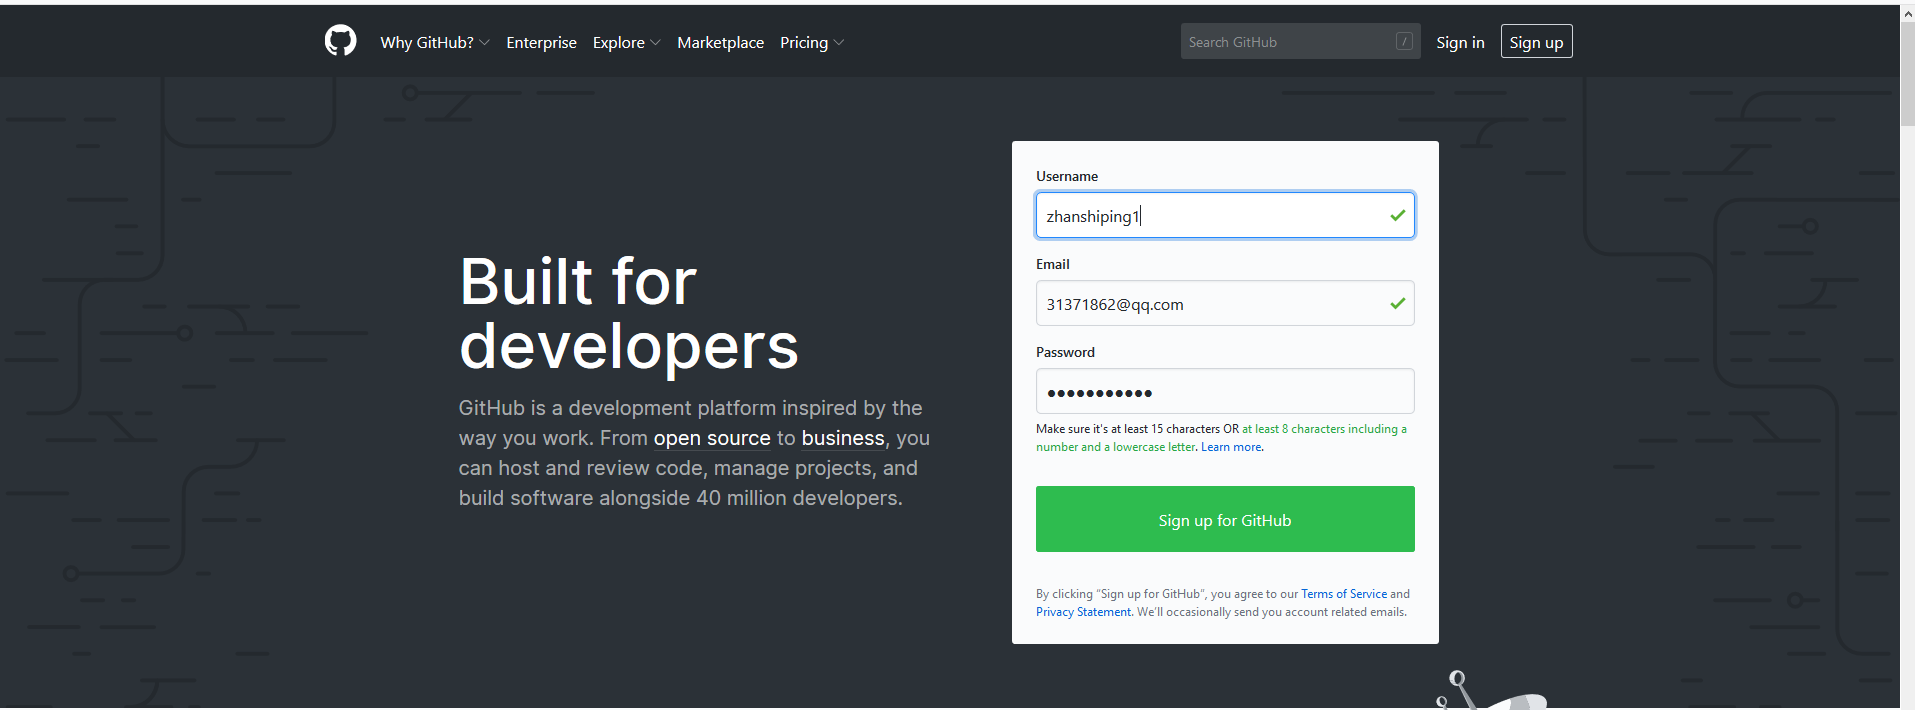 Why GitHub? Enterprise Explore Marketplace Pricing Search GitHub / Sign in Sign up
Built for
developers
GitHub is a development platform inspired by the
way you work. From open source to business, you
can host and review code, manage projects, and
build software alongside 40 million developers.
Username
zhanshiping1
Email
31371862@qq.com
Password
●●●●●●●●●●●
Make sure it's at least 15 characters OR at least 8 characters including a
number and a lowercase letter. Learn more.
Sign up for GitHub
By clicking “Sign up for GitHub”, you agree to our Terms of Service and
Privacy Statement. We’ll occasionally send you account related emails.